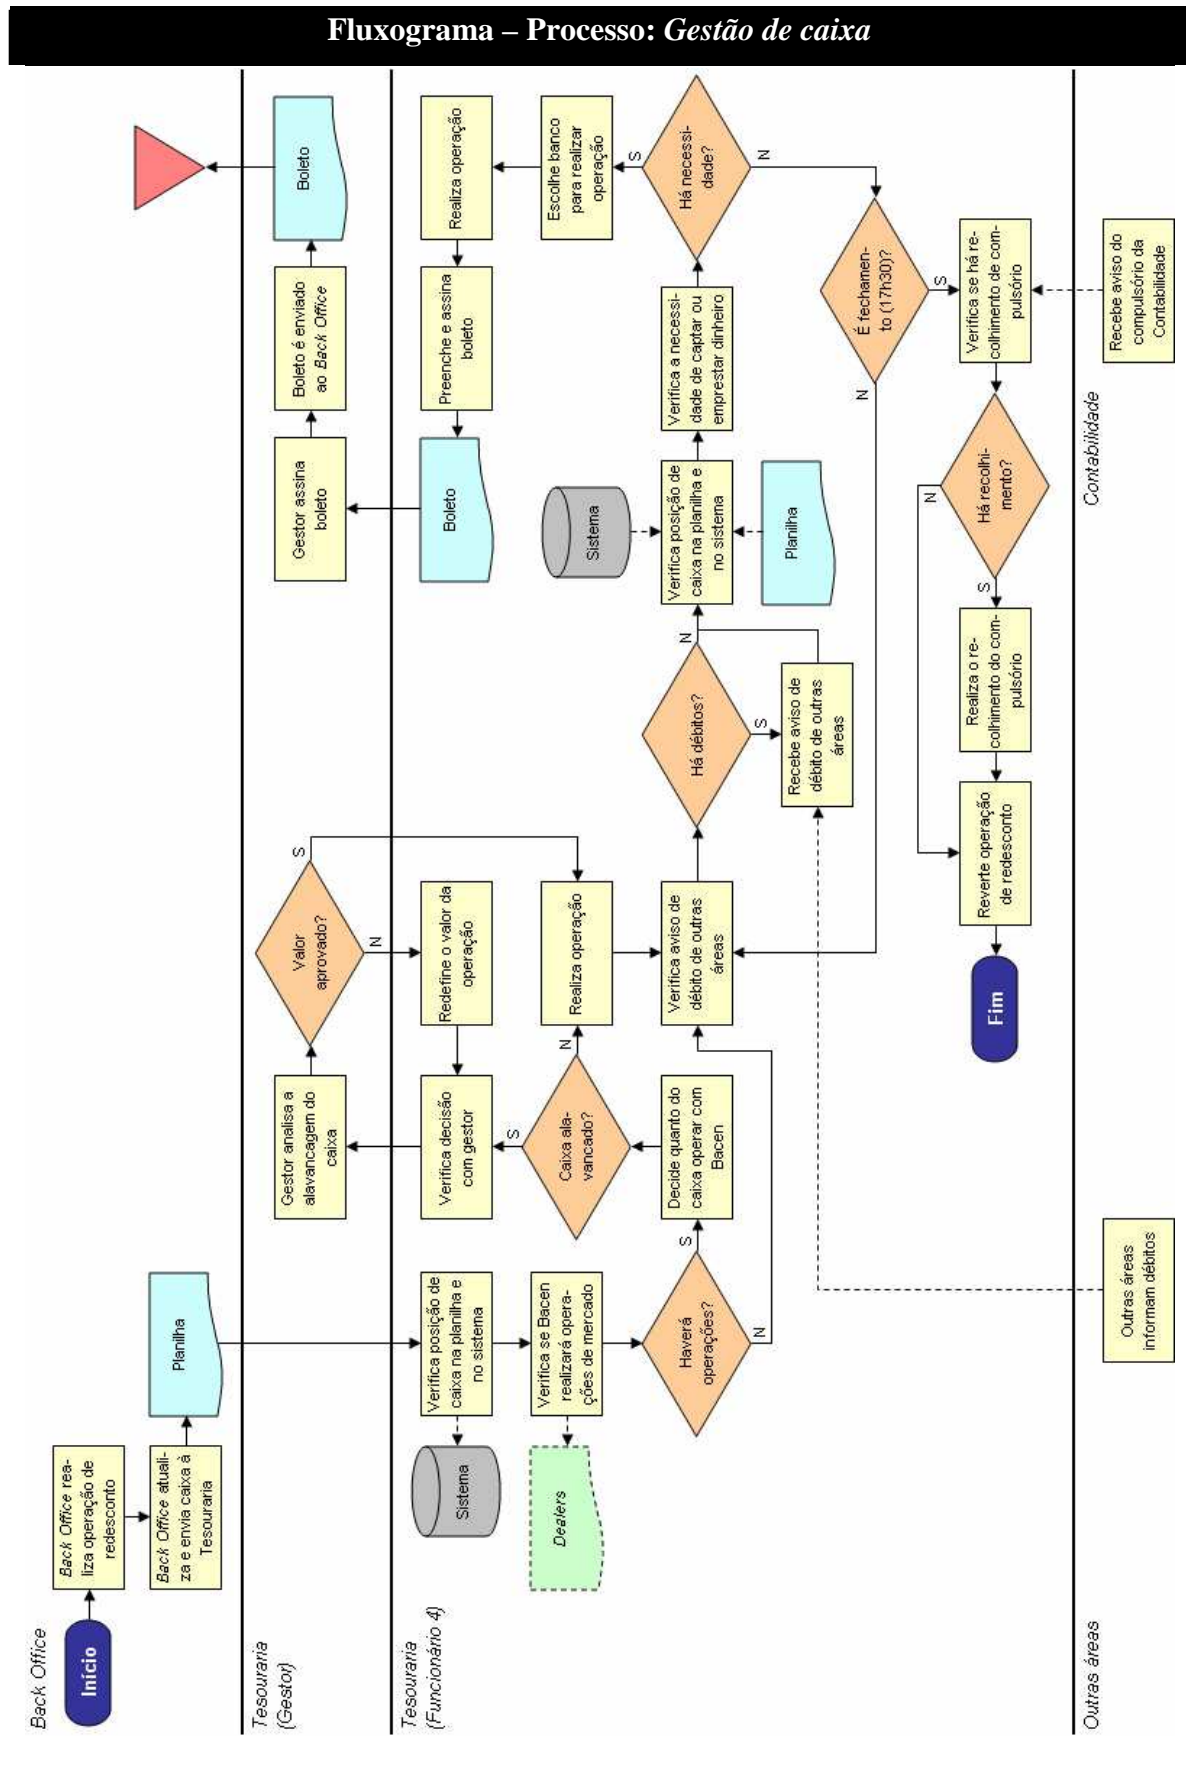 Fluxograma – Processo: Gestão de caixa
Back Office
Início
Back Office rea-
liza operação de
redesconto
Back Office atuali-
za e envia caixa à
Tesouraria
Planilha
Tesouraria
(Gestor)
Gestor analisa a
alavancagem do
caixa
Valor
aprovado?
S
N
Gestor assina
boleto
Boleto é enviado
ao Back Office
Boleto
Tesouraria
(Funcionário 4)
Sistema
Verifica posição de
caixa na planilha e
no sistema
Verifica decisão
com gestor
Redefine o valor da
operação
Boleto
Preenche e assina
boleto
Realiza operação
Dealers
Verifica se Bacen
realizará opera-
ções de mercado
Caixa ala-
vancado?
S
N
Realiza operação
Sistema
Escolhe banco
para realizar
operação
Haverá
operações?
S
N
Decide quanto do
caixa operar com
Bacen
Verifica aviso de
débito de outras
áreas
Há débitos?
N
S
Verifica posição de
caixa na planilha e
no sistema
Verifica a necessi-
dade de captar ou
emprestar dinheiro
Há necessi-
dade?
S
N
Recebe aviso de
débito de outras
áreas
Planilha
É fechamen-
to (17h30)?
N
S
Fim
Reverte operação
de redesconto
Realiza o re-
colhimento do com-
pulsório
Há recolhi-
mento?
S
N
Verifica se há re-
colhimento de com-
pulsório
Outras áreas
Outras áreas
informam débitos
Contabilidade
Recebe aviso do
compulsório da
Contabilidade